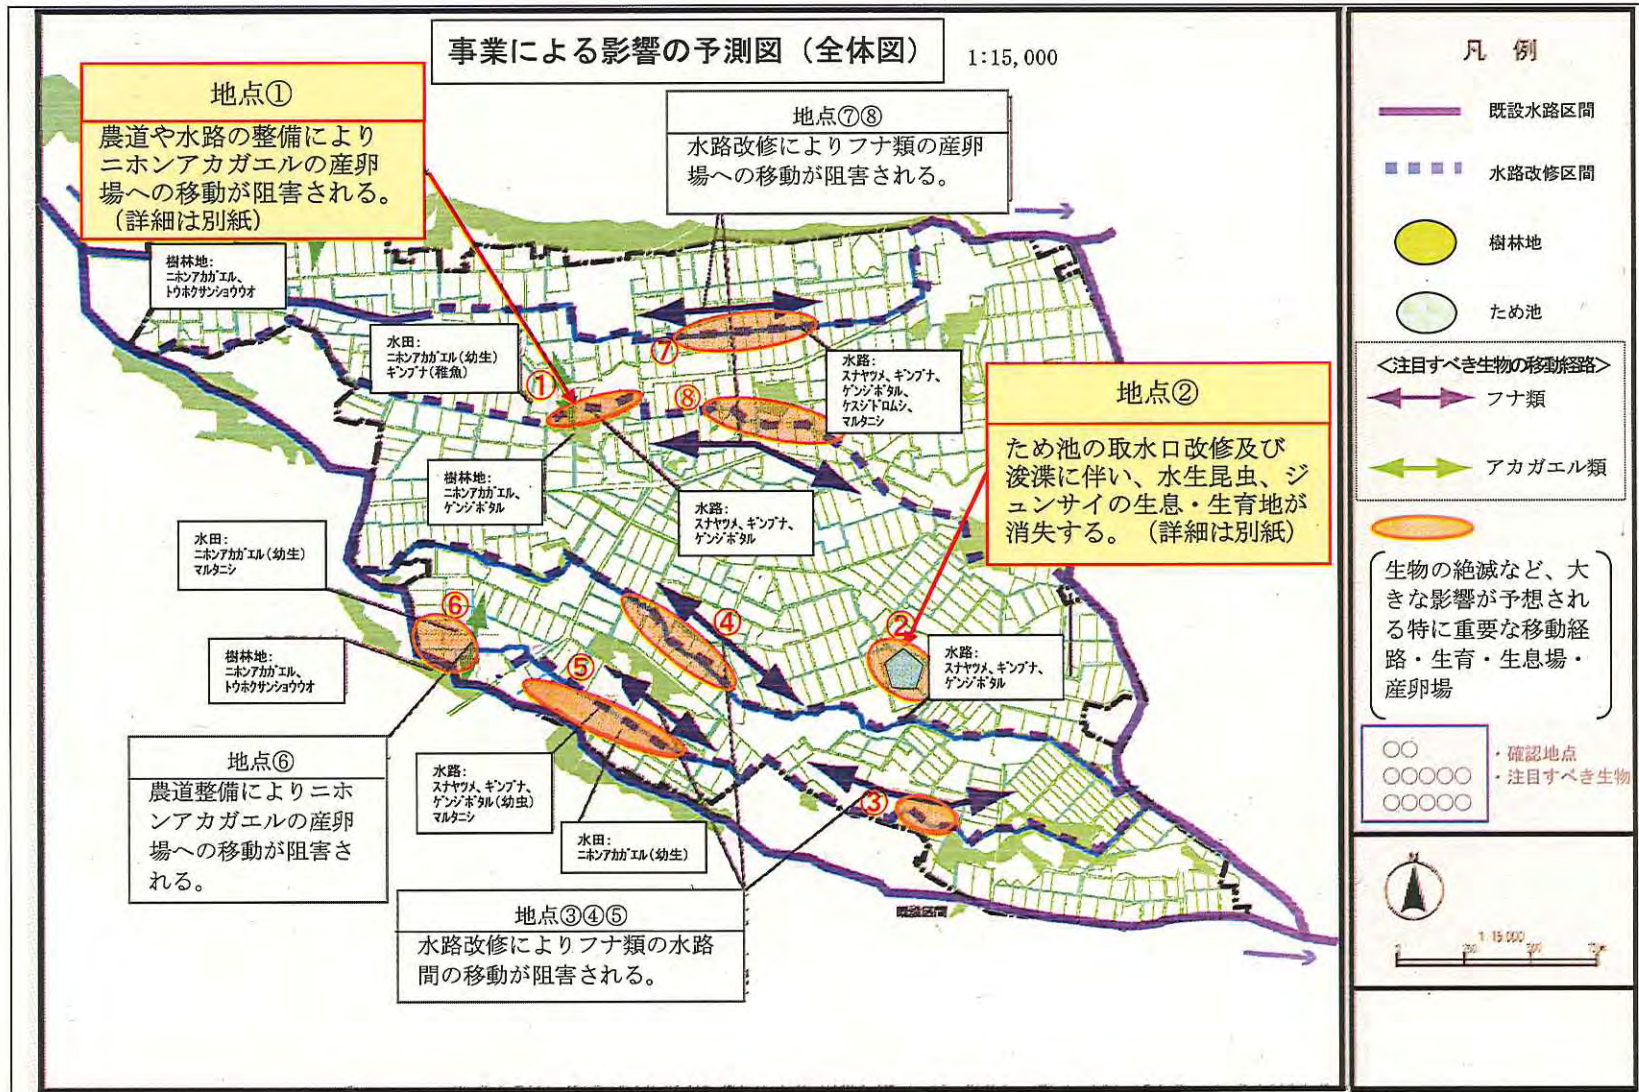 事業による影響の予測図（全体図）
1:15,000
地点①
農道や水路の整備により
ニホンアカガエルの産卵
場への移動が阻害される。
（詳細は別紙）
地点⑦⑧
水路改修によりフナ類の産卵
場への移動が阻害される。
樹林地：
ニホンアカガエル、
トウホクサンショウウオ
水田：
ニホンアカガエル(幼生)
ギンブナ(稚魚)
①
⑦
⑧
水路：
スナヤツメ、ギンブナ、
ゲンジボタル、
ケスジドロムシ、
マルタニシ
地点②
ため池の取水口改修及び
浚渫に伴い、水生昆虫、ジ
ュンサイの生息・生育地が
消失する。（詳細は別紙）
樹林地：
ニホンアカガエル、
ゲンジボタル
水路：
スナヤツメ、ギンブナ、
ゲンジボタル
水田：
ニホンアカガエル(幼生)
マルタニシ
⑥
④
②
⑤
③
水路：
スナヤツメ、ギンブナ、
ゲンジボタル
樹林地：
ニホンアカガエル、
トウホクサンショウウオ
地点⑥
農道整備によりニホ
ンアカガエルの産卵
場への移動が阻害さ
れる。
水路：
スナヤツメ、ギンブナ、
ゲンジボタル(幼虫)
マルタニシ
水田：
ニホンアカガエル(幼生)
地点③④⑤
水路改修によりフナ類の水路
間の移動が阻害される。
既設区間
凡 例
既設水路区間
水路改修区間
樹林地
ため池
＜注目すべき生物の移動経路＞
フナ類
アカガエル類
生物の絶滅など、大
きな影響が予想され
る特に重要な移動経
路・生育・生息場・
産卵場
○○
○○○○○
○○○○○
・確認地点
・注目すべき生物
N
1:15 000
0 250 500